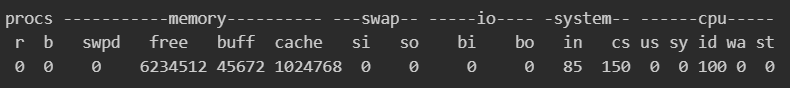 procs -----------memory---------- ---swap-- -----io---- -system-- ------cpu-----
r b swpd free buff cache si so bi bo in cs us sy id wa st
0 0 0 6234512 45672 1024768 0 0 0 0 85 150 0 0 100 0 0